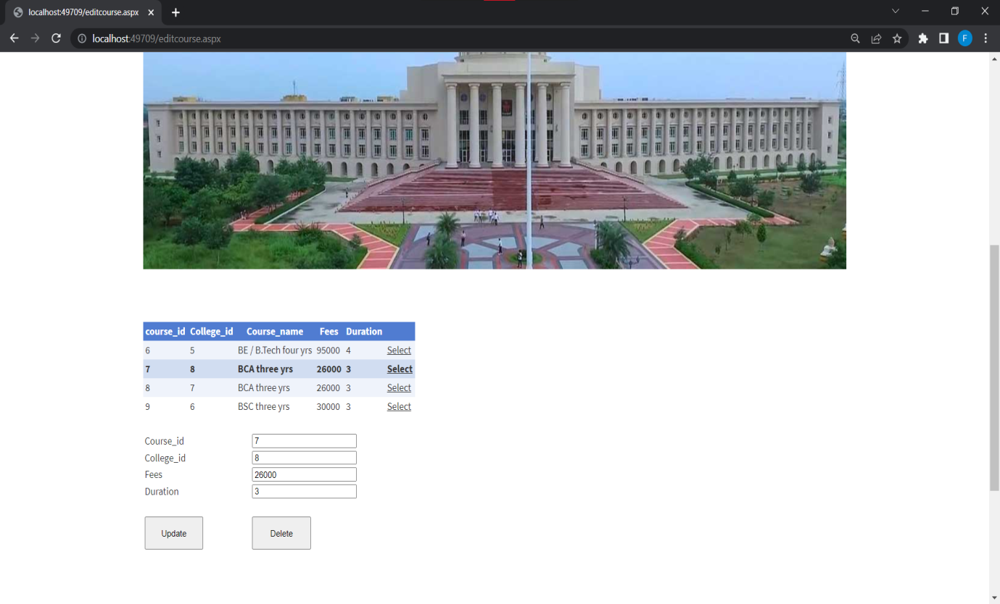 localhost:49709/editcourse.aspx
localhost:49709/editcourse.aspx
F
course_id College_id Course_name Fees Duration
6 5 BE / B.Tech four yrs 95000 4 Select
7 8 BCA three yrs 26000 3 Select
8 7 BCA three yrs 26000 3 Select
9 6 BSC three yrs 30000 3 Select
Course_id 7
College_id 8
Fees 26000
Duration 3
Update Delete